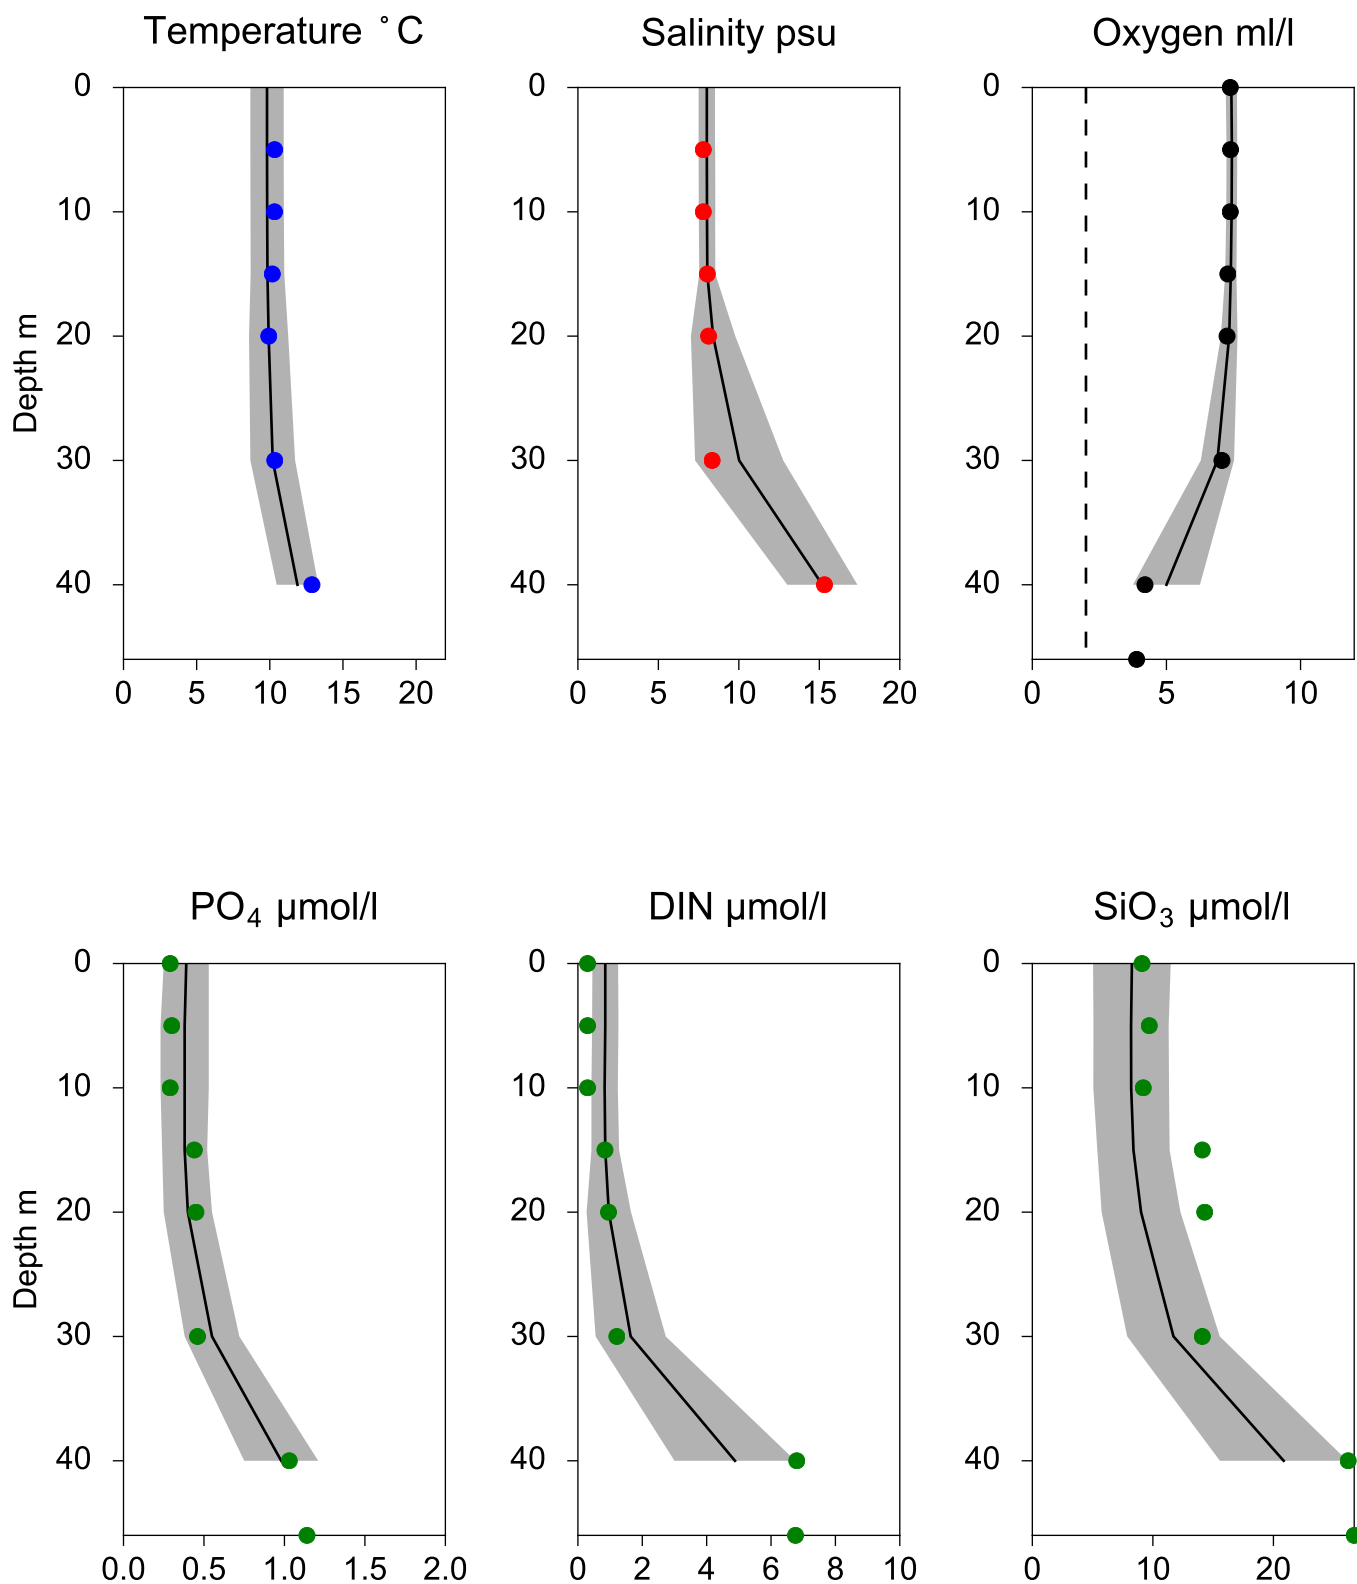 Temperature ° C
Salinity psu
Oxygen ml/l
0 0 0
10 10 10
20 20 20
30 30 30
40 40 40
Depth m
0 5 10 15 20
0 5 10 15 20
0 5 10
PO₄ µmol/l
DIN µmol/l
SiO₃ µmol/l
0 0 0
10 10 10
20 20 20
30 30 30
40 40 40
Depth m
0.0 0.5 1.0 1.5 2.0
0 2 4 6 8 10
0 10 20